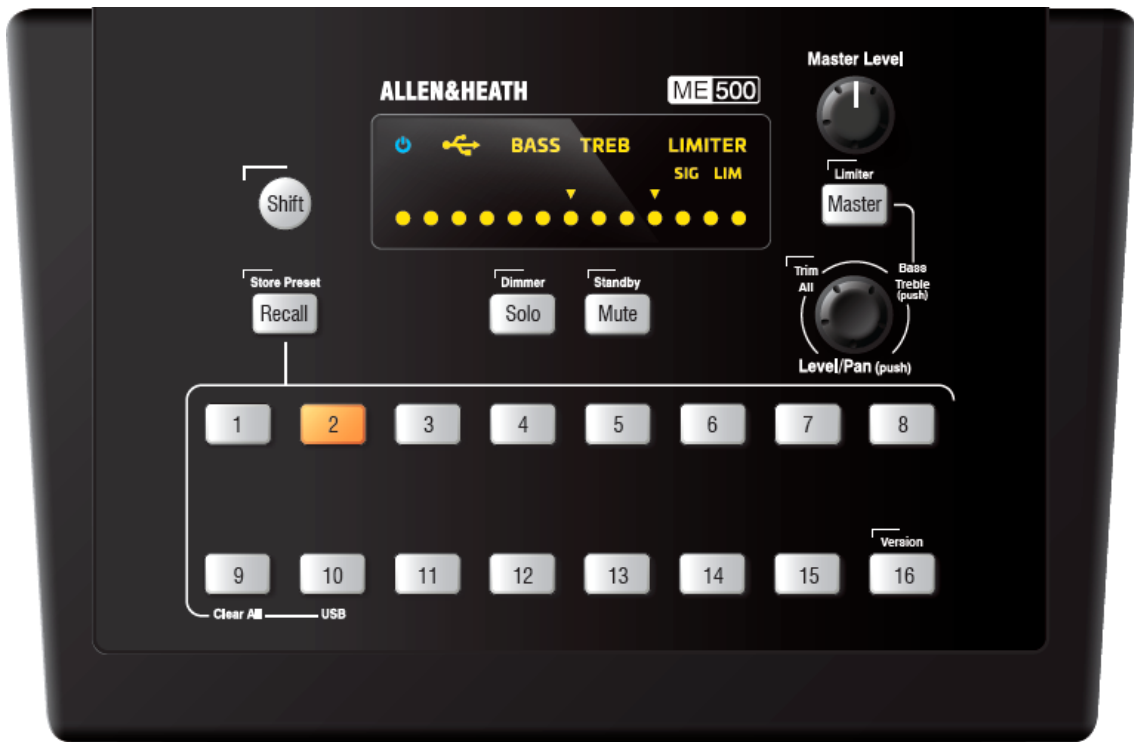 Master Level
ALLEN&HEATH ME 500
BASS TREB LIMITER
SIG LIM
Limiter
Shift
Master
Trim Bass
All Treble
(push)
Store Preset Dimmer Standby
Recall Solo Mute
Level/Pan (push)
1 2 3 4 5 6 7 8
Version
9 10 11 12 13 14 15 16
Clear All USB